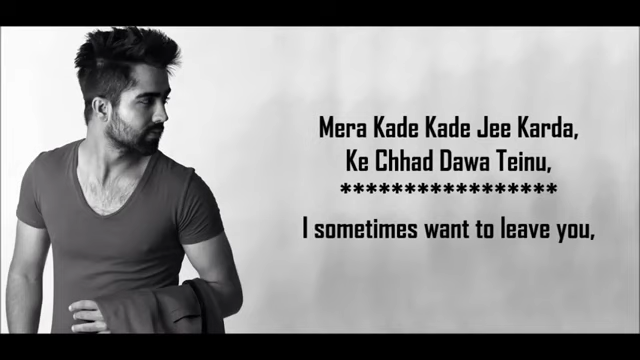 Mera Kade Kade Jee Karda,
Ke Chhad Dawa Teinu,
*****************
I sometimes want to leave you,